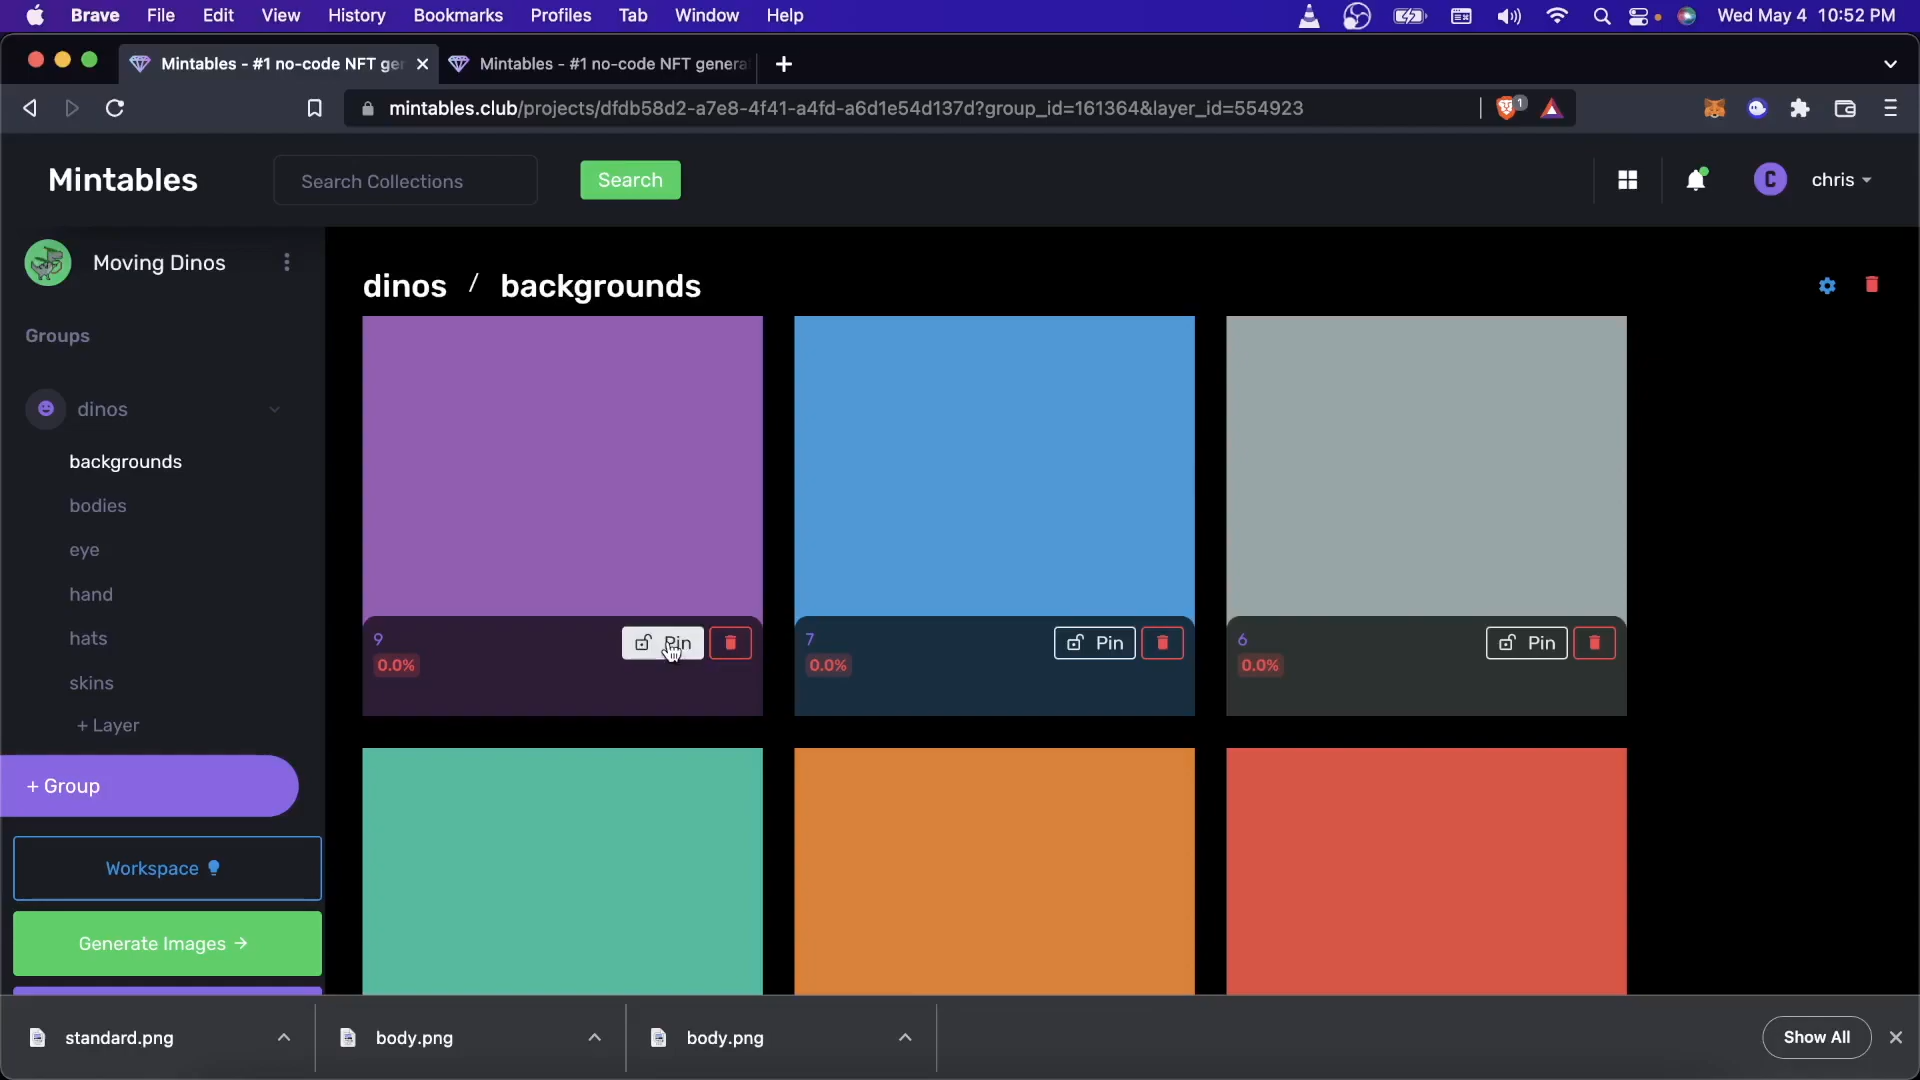 Brave File Edit View History Bookmarks Profiles Tab Window Help Wed May 4 10:52 PM
Mintables - #1 no-code NFT ge Mintables - #1 no-code NFT genera
mintables.club/projects/dfdb58d2-a7e8-4f41-a4fd-a6d1e54d137d?group_id=161364&layer_id=554923 1
Mintables Search Collections Search C chris
Moving Dinos
dinos / backgrounds
Groups
dinos
backgrounds
bodies
eye
hand
hats
skins
+ Layer
+ Group
Workspace
Generate Images →
9 Pin
0.0%
7 Pin
0.0%
6 Pin
0.0%
standard.png body.png body.png Show All